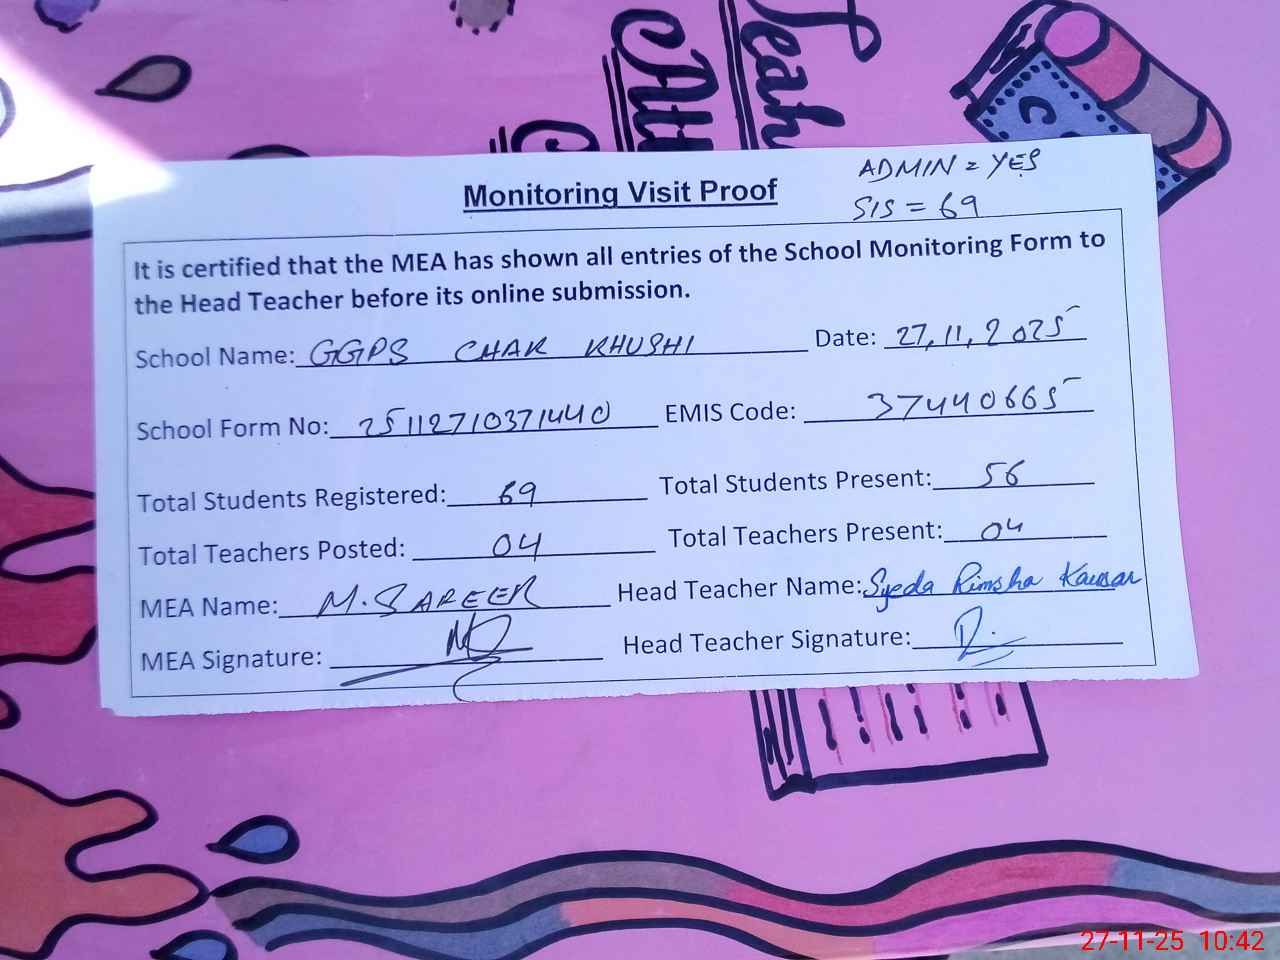 Teah
Att
C
Monitoring Visit Proof
ADMIN = YES
SIS = 69
It is certified that the MEA has shown all entries of the School Monitoring Form to
the Head Teacher before its online submission.
School Name: GGPS CHAK KHUSHI Date: 27,11,2025
School Form No: 25112710371440 EMIS Code: 37440665
Total Students Registered: 69 Total Students Present: 56
Total Teachers Posted: 04 Total Teachers Present: 04
MEA Name: M. SAREER Head Teacher Name: Syeda Rimsha Kausar
MEA Signature: Head Teacher Signature:
27-11-25 10:42